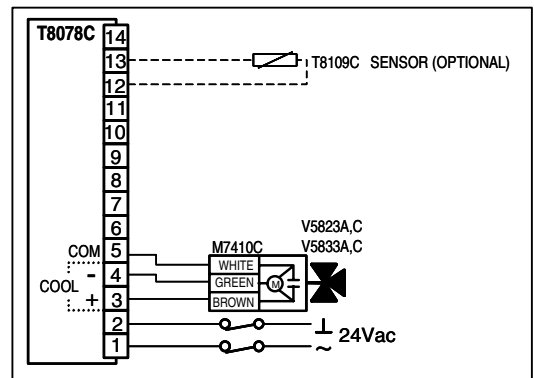 T8078C
14
13
T8109C SENSOR (OPTIONAL)
12
11
10
9
8
7
6
V5823A,C
V5833A,C
COM
5
M7410C
WHITE
COOL
-
4
GREEN
M
+
3
BROWN
2
24Vac
1
~